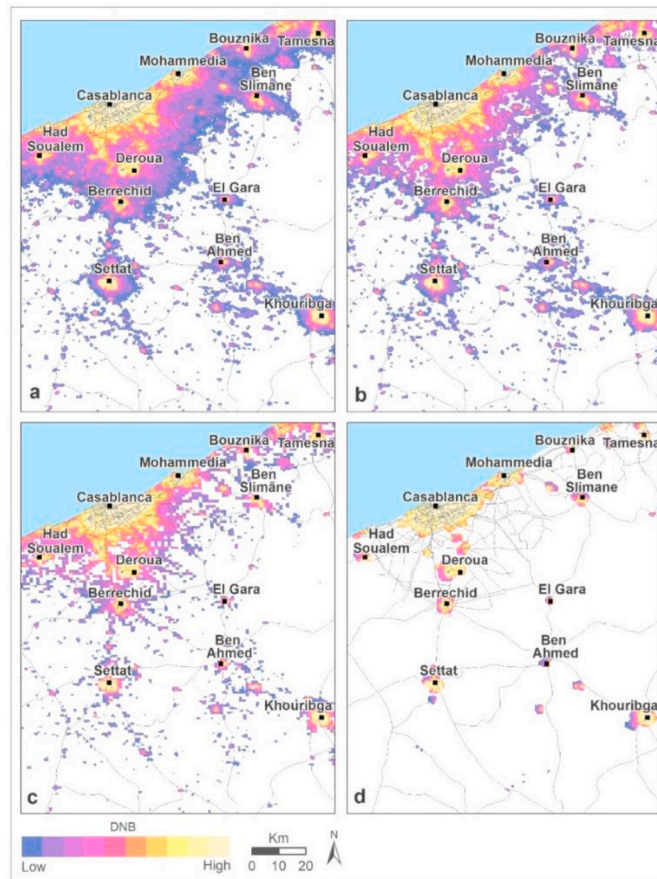 Bouznika
Tamesna
Mohammedia
Ben
Slimane
Casablanca
Had
Soualem
Deroua
Berrechid
El Gara
Ben
Ahmed
Settat
Khouribga
a
Bouznika
Tamesna
Mohammedia
Ben
Slimane
Casablanca
Had
Soualem
Deroua
Berrechid
El Gara
Ben
Ahmed
Settat
Khouribga
b
Bouznika
Tamesna
Mohammedia
Ben
Slimāne
Casablanca
Had
Soualem
Deroua
Berrechid
El Gara
Ben
Ahmed
Settat
Khouribga
c
Bouznika
Tamesna
Mohammedia
Ben
Slimāne
Casablanca
Had
Soualem
Deroua
Berrechid
El Gara
Ben
Ahmed
Settat
Khouribga
d
DNB
Low High
Km
0 10 20
N